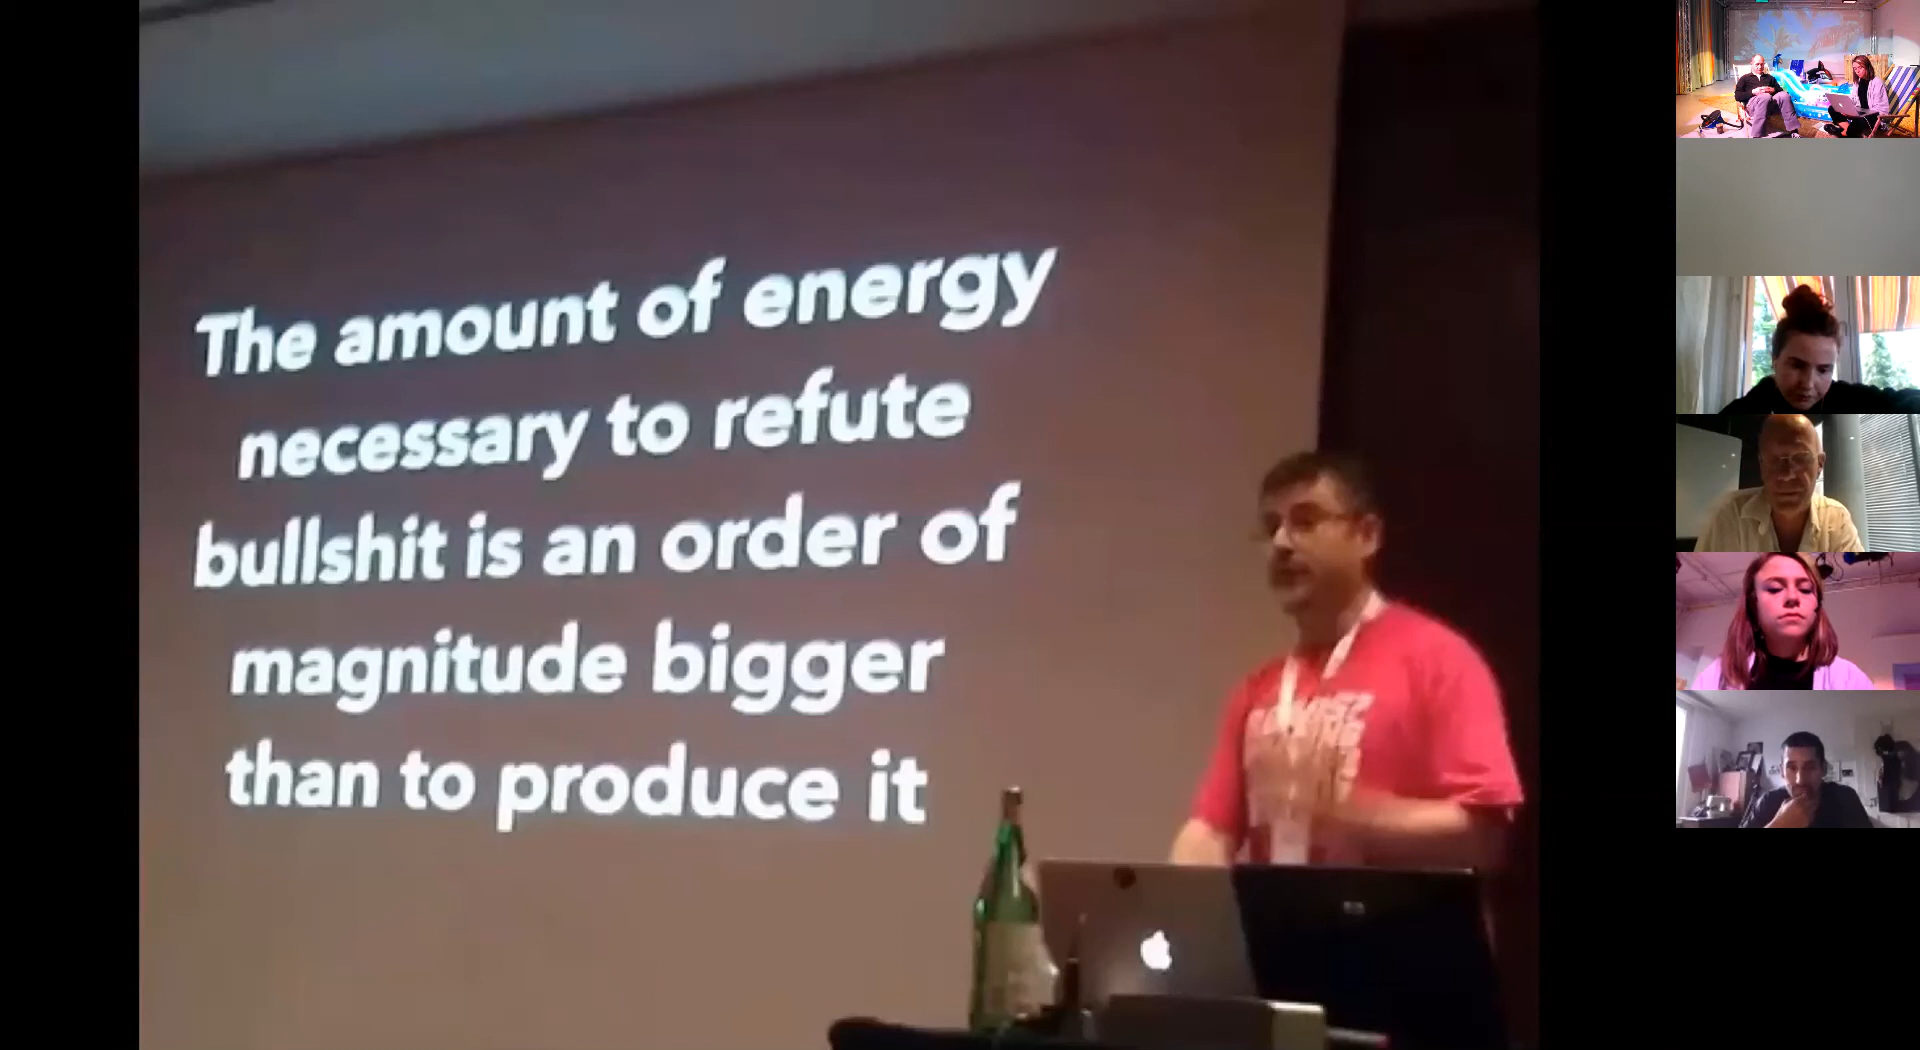 The amount of energy
necessary to refute
bullshit is an order of
magnitude bigger
than to produce it